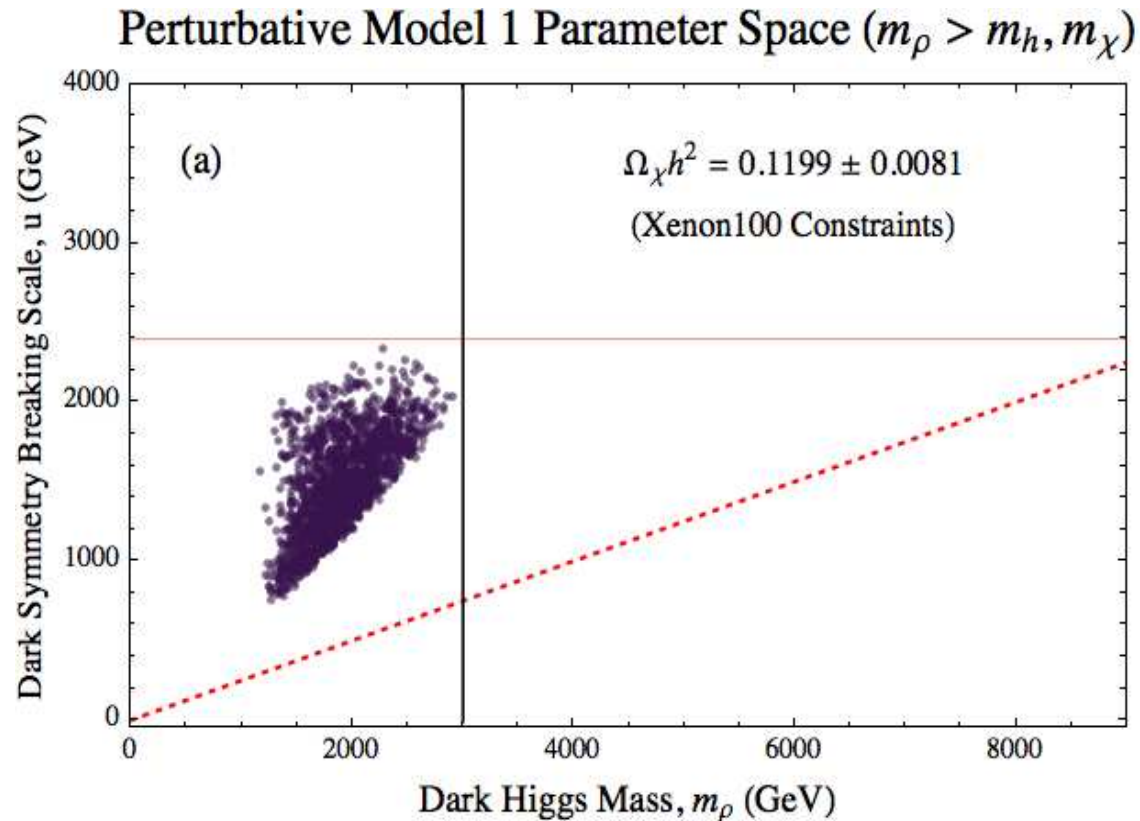 Perturbative Model 1 Parameter Space (mρ > mh, mχ)
4000
(a)
Ωχh² = 0.1199 ± 0.0081
(Xenon100 Constraints)
3000
2000
1000
0
Dark Symmetry Breaking Scale, u (GeV)
0 2000 4000 6000 8000
Dark Higgs Mass, mρ (GeV)